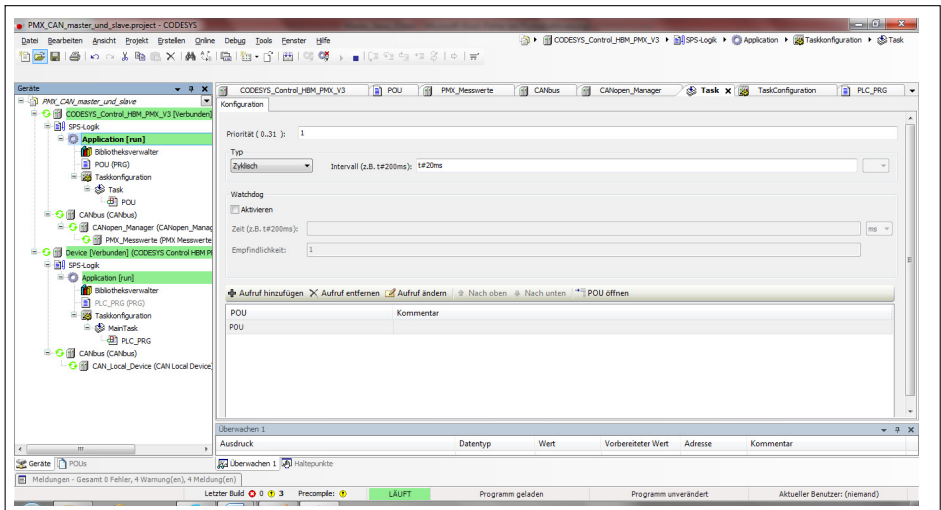 PMX_CAN_master_und_slave.project - CODESYS
Datei Bearbeiten Ansicht Projekt Erstellen Online Debug Tools Fenster Hilfe
CODESYS_Control_HBM_PMX_V3 SPS-Logik Application Taskkonfiguration Task
Geräte
CODESYS_Control_HBM_PMX_V3 POU PMX_Messwerte CANbus CANopen_Manager Task TaskConfiguration PLC_PRG
PMX_CAN_master_und_slave
CODESYS_Control_HBM_PMX_V3 [Verbunden]
SPS-Logik
Application [run]
Bibliotheksverwalter
POU (PRG)
Taskkonfiguration
Task
POU
CANbus (CANbus)
CANopen_Manager (CANopen_Manag
PMX_Messwerte (PMX Messwerte
Device [Verbunden] (CODESYS Control HBM P
SPS-Logik
Application [run]
Bibliotheksverwalter
PLC_PRG (PRG)
Taskkonfiguration
MainTask
PLC_PRG
CANbus (CANbus)
CAN_Local_Device (CAN Local Device
Geräte POUs
Konfiguration
Priorität ( 0..31 ): 1
Typ
Zyklisch Intervall (z.B. t#200ms): t#20ms
Watchdog
Aktivieren
Zeit (z.B. t#200ms): ms
Empfindlichkeit: 1
Aufruf hinzufügen Aufruf entfernen Aufruf ändern Nach oben Nach unten POU öffnen
POU Kommentar
POU
Überwachen 1
Ausdruck Datentyp Wert Vorbereiteter Wert Adresse Kommentar
Überwachen 1 Haltepunkte
Meldungen - Gesamt 0 Fehler, 4 Warnung(en), 4 Meldung(en)
Letzter Build 0 3 Precompile: LÄUFT Programm geladen Programm unverändert Aktueller Benutzer: (niemand)